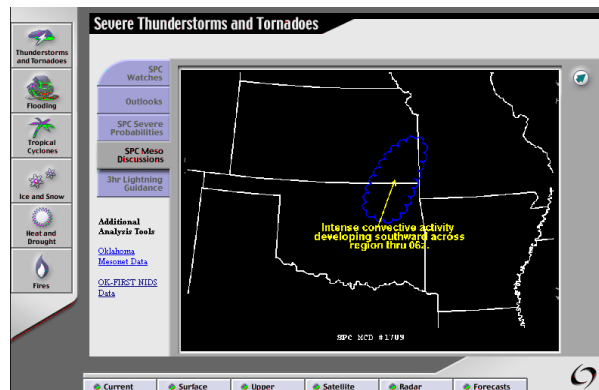 Severe Thunderstorms and Tornadoes
Thunderstorms
and Tornadoes
Flooding
Tropical
Cyclones
Ice and Snow
Heat and
Drought
Fires
SPC
Watches
Outlooks
SPC Severe
Probabilities
SPC Meso
Discussions
3hr Lightning
Guidance
Additional
Analysis Tools
Oklahoma
Mesonet Data
OK-FIRST NIDS
Data
Intense convective activity
developing southward across
region thru 06z.
SPC MCD #1709
Current
Surface
Upper
Satellite
Radar
Forecasts